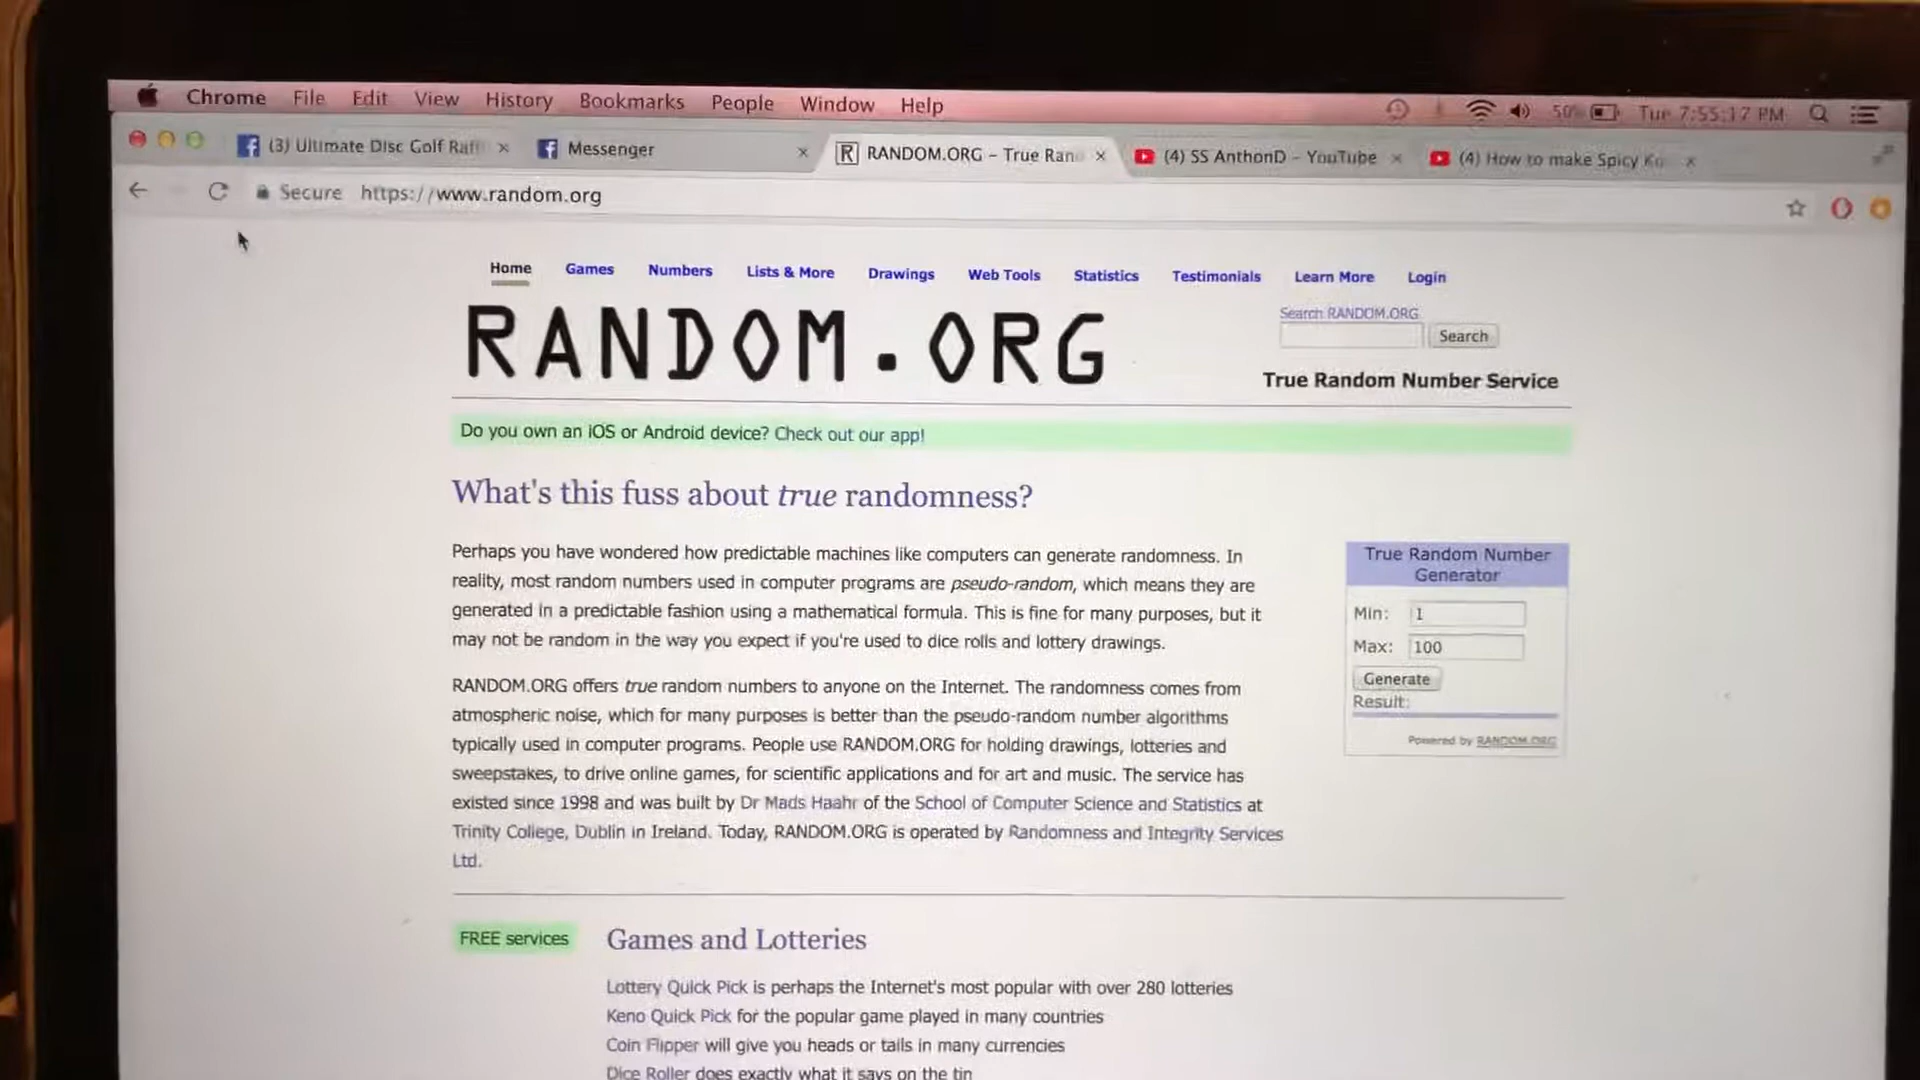 Chrome File Edit View History Bookmarks People Window Help 50% Tue 7:55:17 PM
(3) Ultimate Disc Golf Raf Messenger RANDOM.ORG - True Ran (4) SS AnthonD - YouTube (4) How to make Spicy Ko
Secure https://www.random.org
Home Games Numbers Lists & More Drawings Web Tools Statistics Testimonials Learn More Login
RANDOM.ORG
Search RANDOM.ORG
Search
True Random Number Service
Do you own an iOS or Android device? Check out our app!
What's this fuss about true randomness?
Perhaps you have wondered how predictable machines like computers can generate randomness. In
reality, most random numbers used in computer programs are pseudo-random, which means they are
generated in a predictable fashion using a mathematical formula. This is fine for many purposes, but it
may not be random in the way you expect if you're used to dice rolls and lottery drawings.
RANDOM.ORG offers true random numbers to anyone on the Internet. The randomness comes from
atmospheric noise, which for many purposes is better than the pseudo-random number algorithms
typically used in computer programs. People use RANDOM.ORG for holding drawings, lotteries and
sweepstakes, to drive online games, for scientific applications and for art and music. The service has
existed since 1998 and was built by Dr Mads Haahr of the School of Computer Science and Statistics at
Trinity College, Dublin in Ireland. Today, RANDOM.ORG is operated by Randomness and Integrity Services
Ltd.
True Random Number
Generator
Min: 1
Max: 100
Generate
Result:
Powered by RANDOM.ORG
FREE services
Games and Lotteries
Lottery Quick Pick is perhaps the Internet's most popular with over 280 lotteries
Keno Quick Pick for the popular game played in many countries
Coin Flipper will give you heads or tails in many currencies
Dice Roller does exactly what it says on the tin